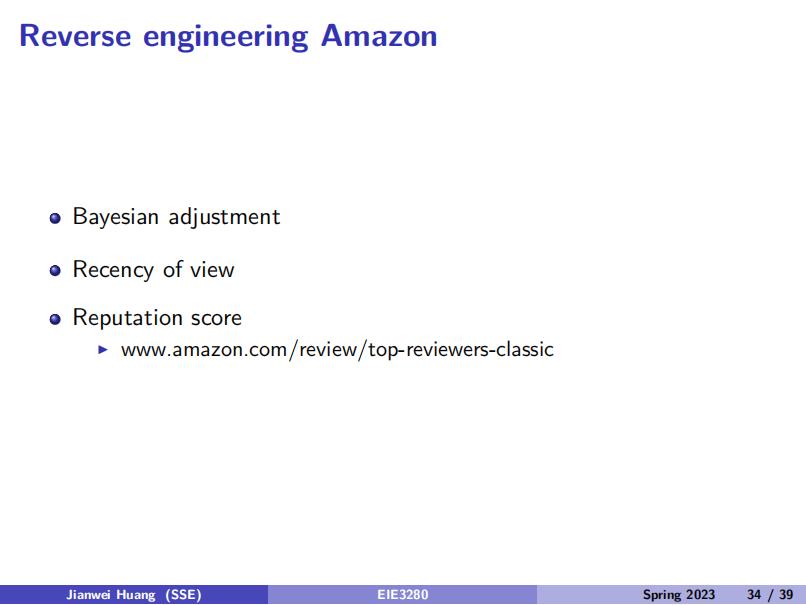 Reverse engineering Amazon
Bayesian adjustment
Recency of view
Reputation score
www.amazon.com/review/top-reviewers-classic
Jianwei Huang (SSE) EIE3280 Spring 2023 34 / 39